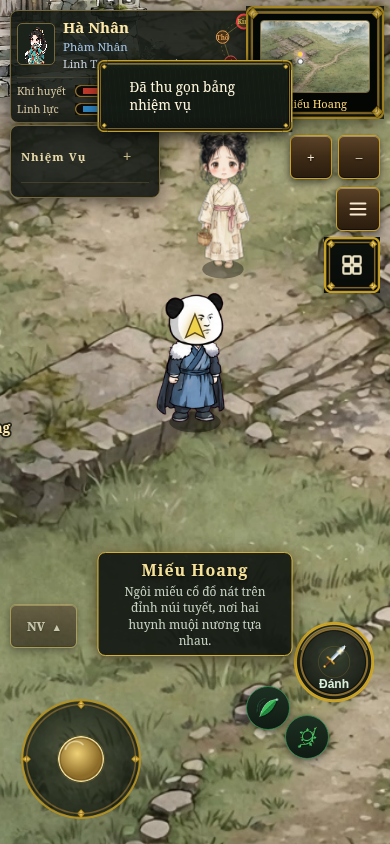 Hà Nhân
Phàm Nhân
Linh T
Khí huyết
Linh lực
Thổ
Đã thu gọn bảng
nhiệm vụ
iếu Hoang
Nhiệm Vụ +
+ –
ng
Miếu Hoang
Ngôi miếu cổ đổ nát trên
đỉnh núi tuyết, nơi hai
huynh muội nương tựa
nhau.
NV ▲
Đánh